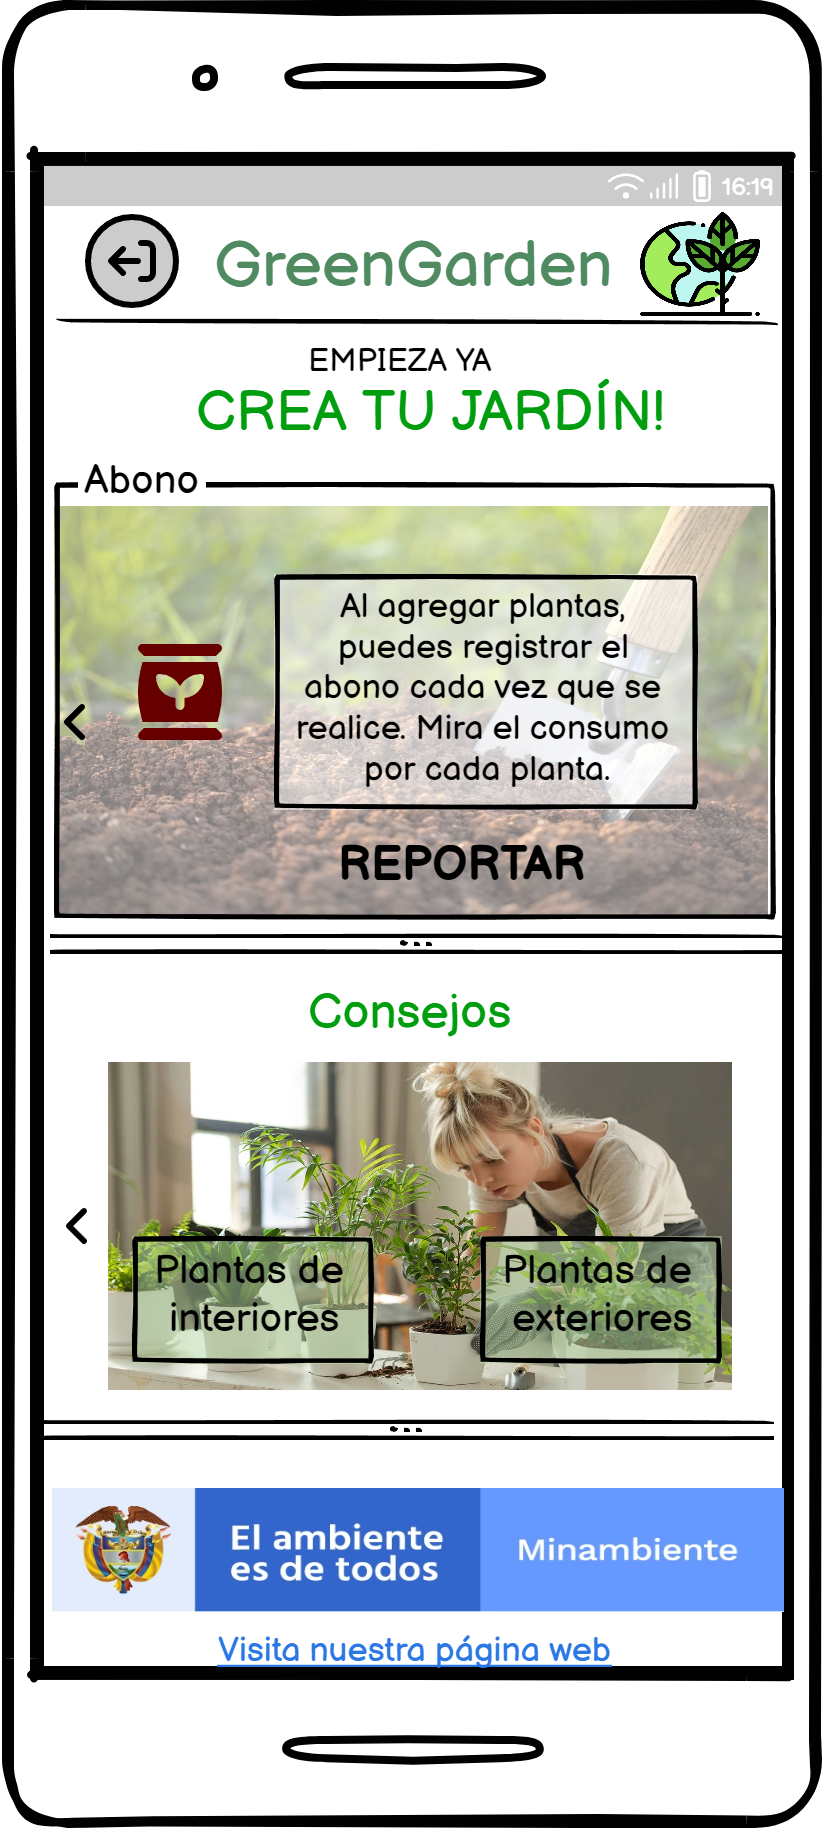 16:19
GreenGarden
EMPIEZA YA
CREA TU JARDÍN!
Abono
Al agregar plantas,
puedes registrar el
abono cada vez que se
realice. Mira el consumo
por cada planta.
REPORTAR
Consejos
Plantas de
interiores
Plantas de
exteriores
El ambiente
es de todos
Minambiente
Visita nuestra página web